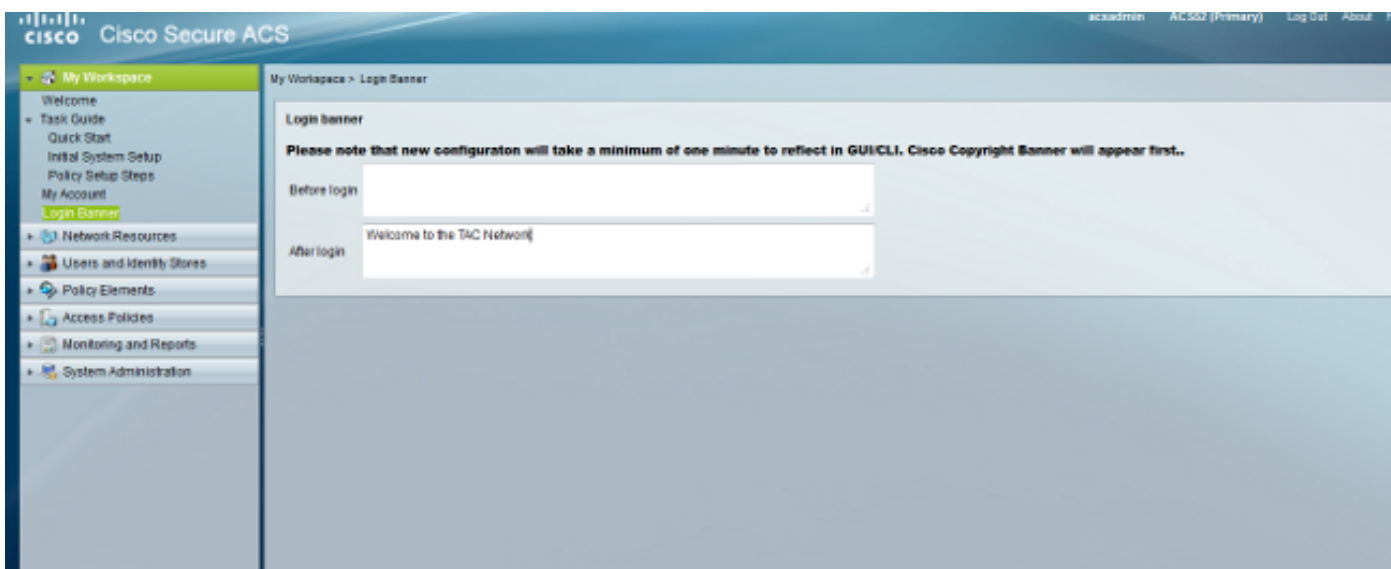 CISCO Cisco Secure ACS
acsadmin ACS52 (Primary) Log Out About
My Workspace
Welcome
Task Guide
Quick Start
Initial System Setup
Policy Setup Steps
My Account
Login Banner
Network Resources
Users and Identity Stores
Policy Elements
Access Policies
Monitoring and Reports
System Administration
My Workspace > Login Banner
Login banner
Please note that new configuraton will take a minimum of one minute to reflect in GUI/CLI. Cisco Copyright Banner will appear first..
Before login
After login
Welcome to the TAC Network